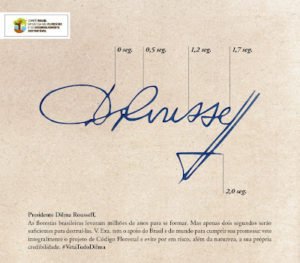 0 seg. 0,5 seg. 1,2 seg. 1,7 seg.
DRousseff
2,0 seg.
Presidente Dilma Rousseff,
As florestas brasileiras levaram milhões de anos para se formar. Mas apenas dois segundos serão
suficientes para destruí-las. V. Exa. tem o apoio do Brasil e do mundo para cumprir sua promessa: vete
integralmente o projeto de Código Florestal e evite por em risco, além da natureza, a sua própria
credibilidade. #VetaTudoDilma